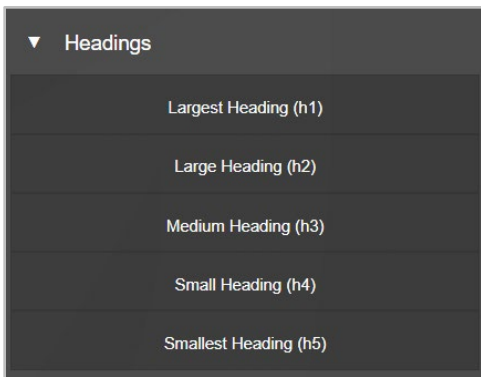 Headings
Largest Heading (h1)
Large Heading (h2)
Medium Heading (h3)
Small Heading (h4)
Smallest Heading (h5)